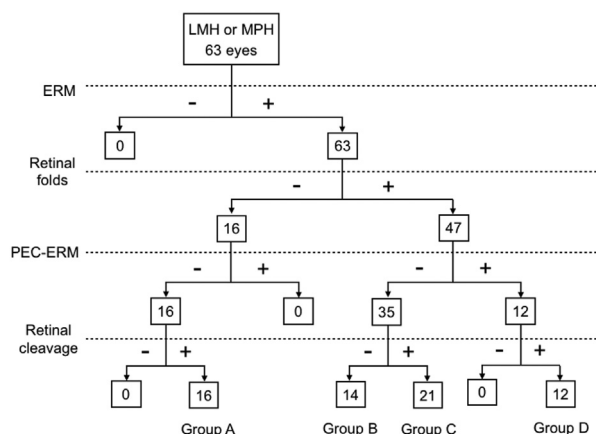 LMH or MPH
63 eyes
ERM
- +
0 63
Retinal
folds
- +
16 47
PEC-ERM
- + - +
16 0 35 12
Retinal
cleavage
- + - + - +
0 16 14 21 0 12
Group A Group B Group C Group D